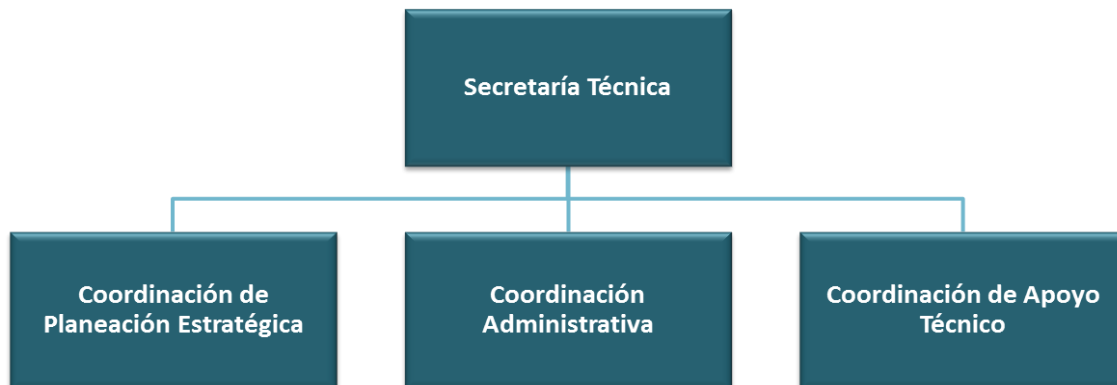 Secretaría Técnica
Coordinación de
Planeación Estratégica
Coordinación
Administrativa
Coordinación de Apoyo
Técnico